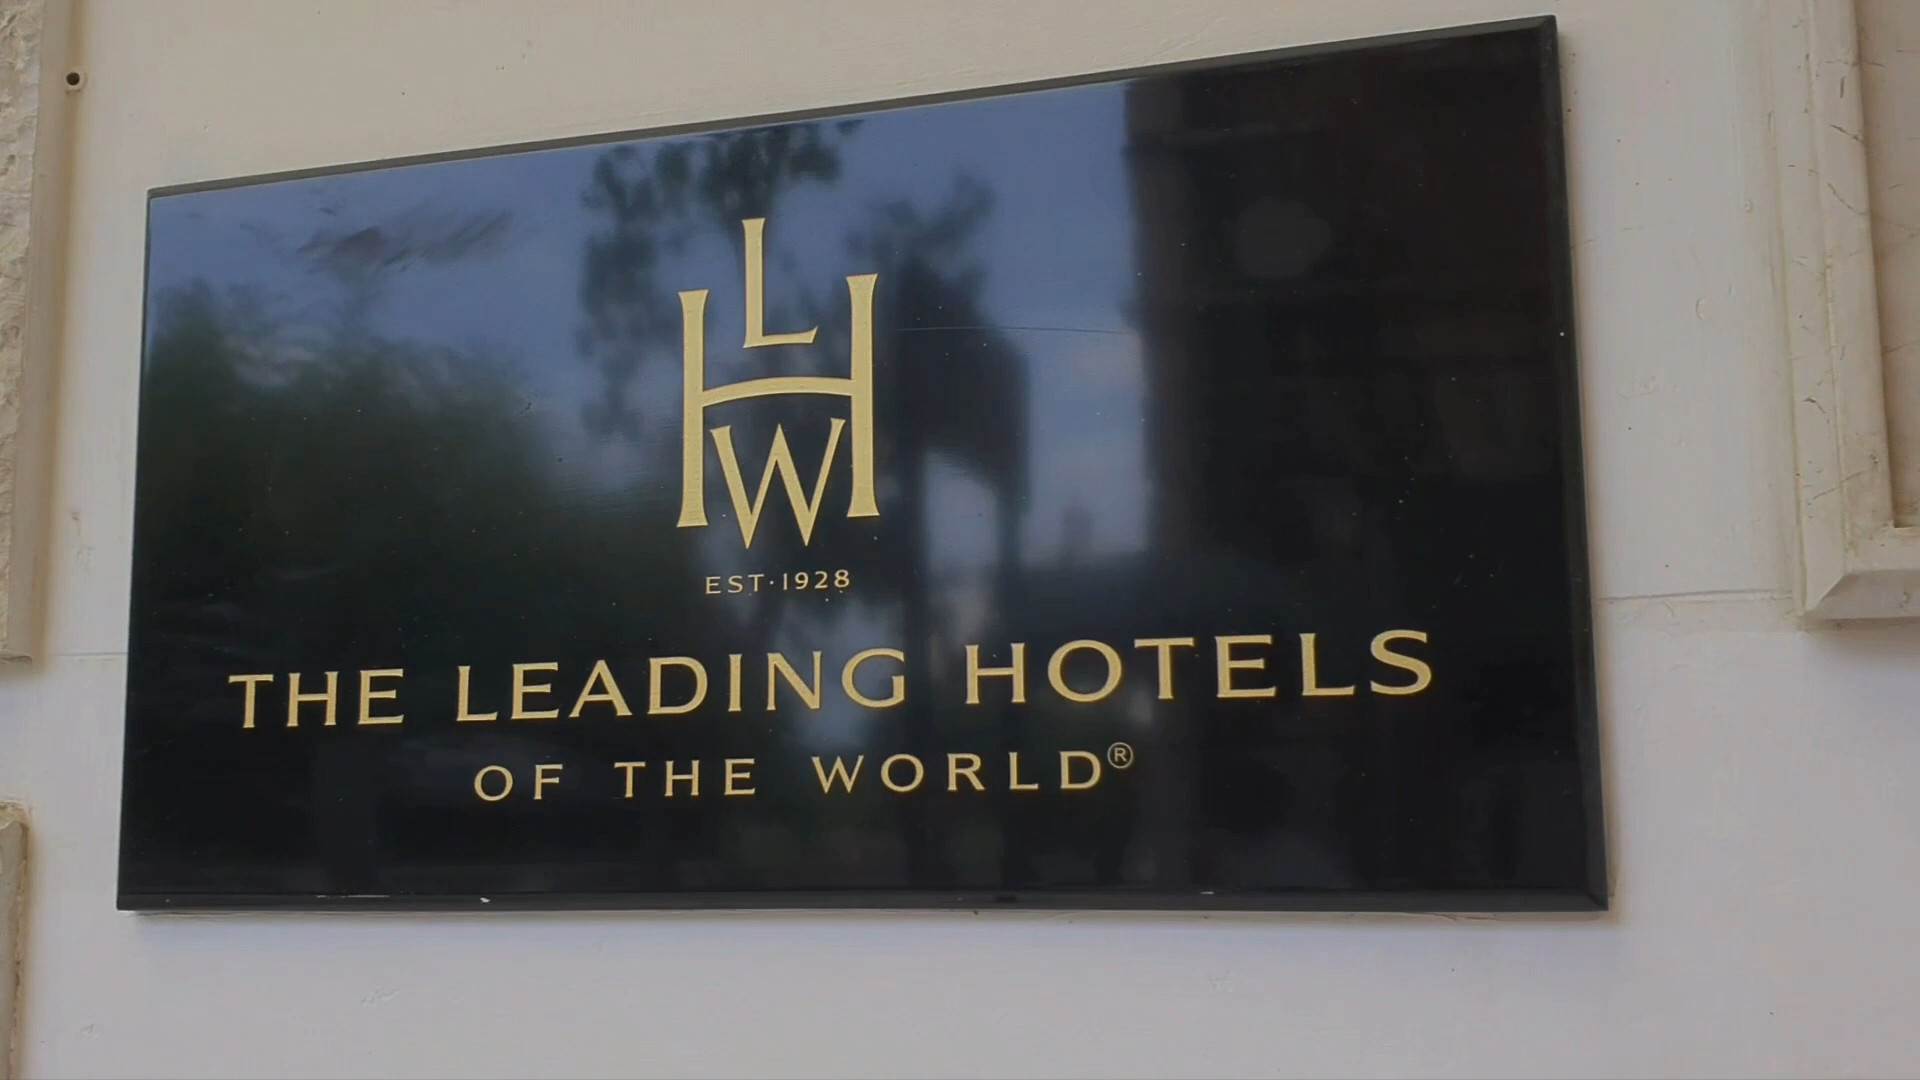 LHW
EST·1928
THE LEADING HOTELS
OF THE WORLD®